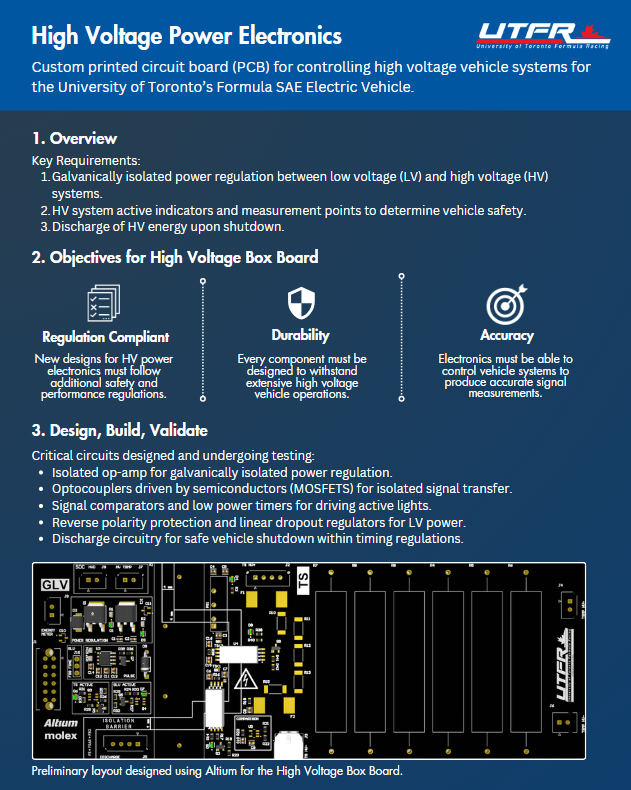 High Voltage Power Electronics
UTFR
University of Toronto Formula Racing
Custom printed circuit board (PCB) for controlling high voltage vehicle systems for
the University of Toronto's Formula SAE Electric Vehicle.
1. Overview
Key Requirements:
1. Galvanically isolated power regulation between low voltage (LV) and high voltage (HV)
systems.
2. HV system active indicators and measurement points to determine vehicle safety.
3. Discharge of HV energy upon shutdown.
2. Objectives for High Voltage Box Board
Regulation Compliant
New designs for HV power
electronics must follow
additional safety and
performance regulations.
Durability
Every component must be
designed to withstand
extensive high voltage
vehicle operations.
Accuracy
Electronics must be able to
control vehicle systems to
produce accurate signal
measurements.
3. Design, Build, Validate
Critical circuits designed and undergoing testing:
• Isolated op-amp for galvanically isolated power regulation.
• Optocouplers driven by semiconductors (MOSFETS) for isolated signal transfer.
• Signal comparators and low power timers for driving active lights.
• Reverse polarity protection and linear dropout regulators for LV power.
• Discharge circuitry for safe vehicle shutdown within timing regulations.
GLV
TS
ENERGY
METER
POWER REGULATION
PULSE
TS ACTIVE
GLV ACTIVE
ISOLATION
BARRIER
COMPARISON
DISCHARGE
Altium
molex
UTFR
Preliminary layout designed using Altium for the High Voltage Box Board.